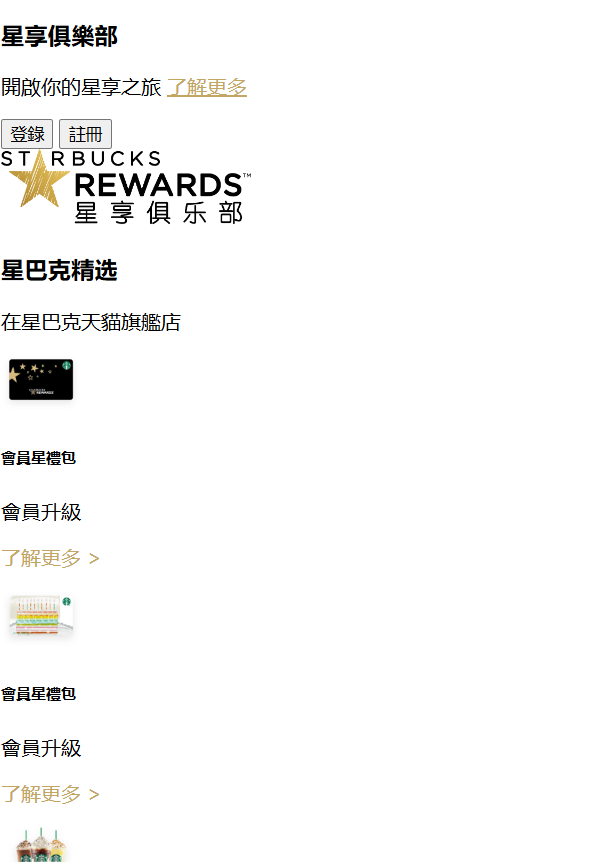 星享俱樂部
開啟你的星享之旅 了解更多
登錄 註冊
STARBUCKS
REWARDS™
星享俱乐部
星巴克精选
在星巴克天貓旗艦店
會員星禮包
會員升級
了解更多 >
會員星禮包
會員升級
了解更多 >